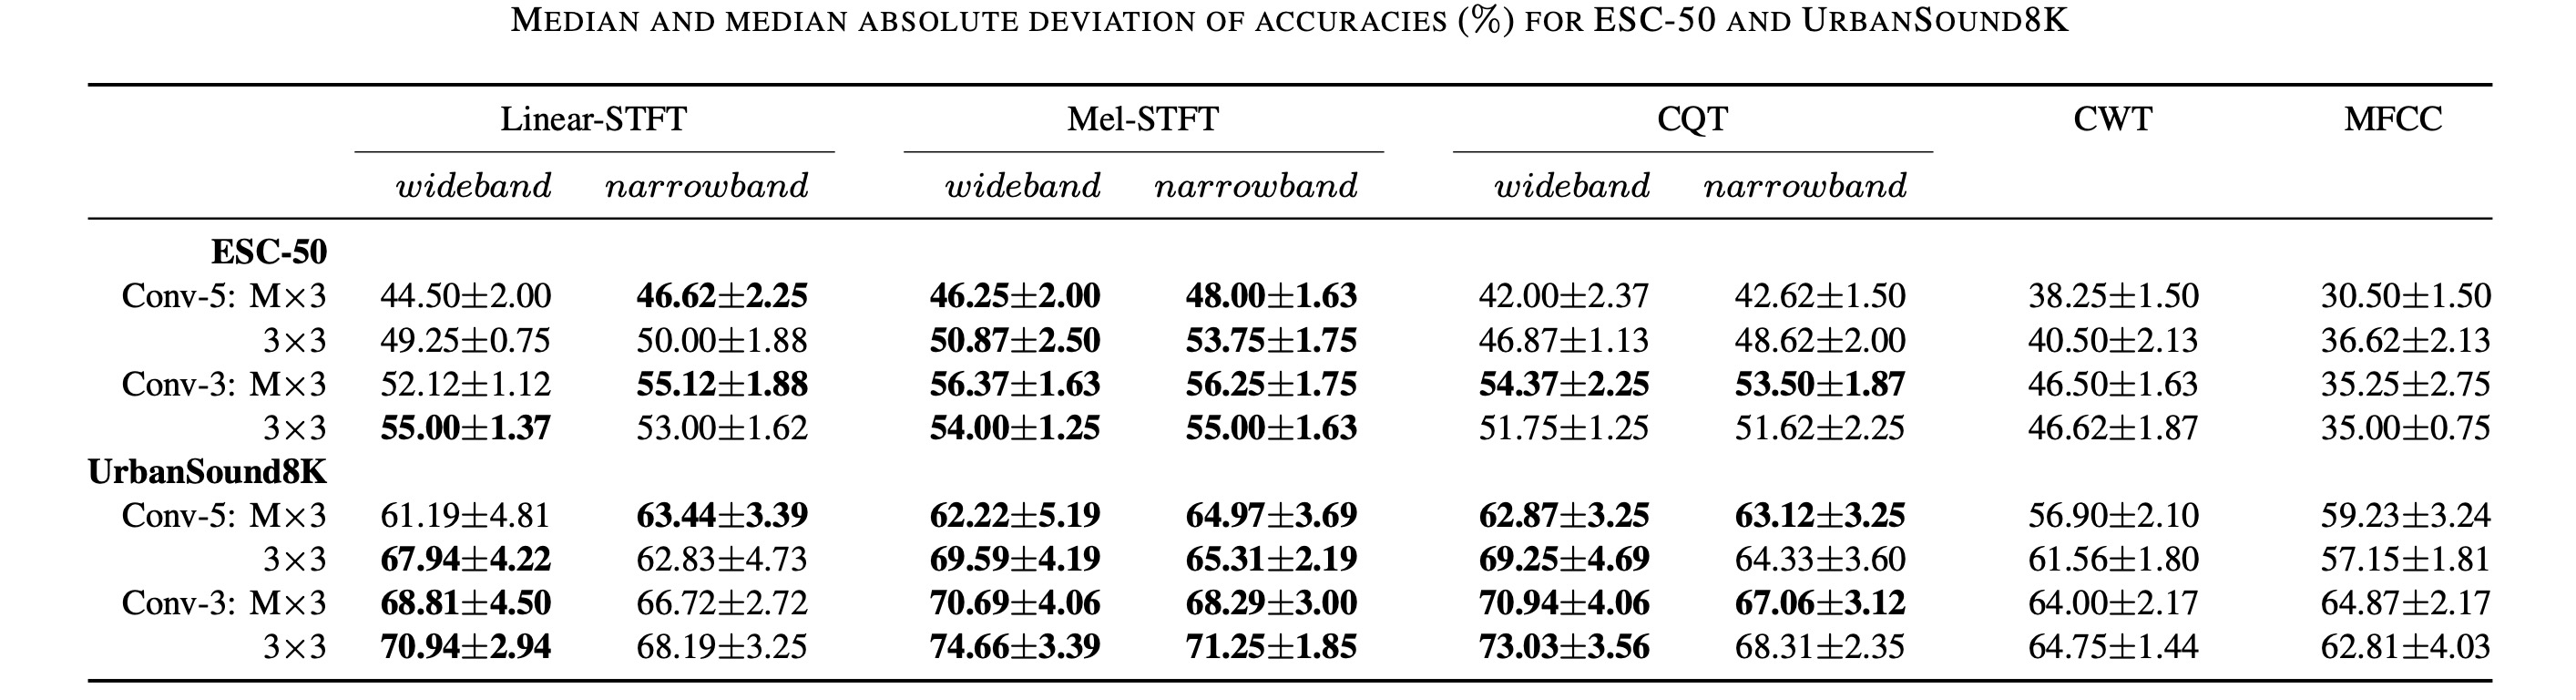 MEDIAN AND MEDIAN ABSOLUTE DEVIATION OF ACCURACIES (%) FOR ESC-50 AND URBANSOUND8K
Linear-STFT Mel-STFT CQT CWT MFCC
wideband narrowband wideband narrowband wideband narrowband
ESC-50
Conv-5: M×3 44.50±2.00 46.62±2.25 46.25±2.00 48.00±1.63 42.00±2.37 42.62±1.50 38.25±1.50 30.50±1.50
3×3 49.25±0.75 50.00±1.88 50.87±2.50 53.75±1.75 46.87±1.13 48.62±2.00 40.50±2.13 36.62±2.13
Conv-3: M×3 52.12±1.12 55.12±1.88 56.37±1.63 56.25±1.75 54.37±2.25 53.50±1.87 46.50±1.63 35.25±2.75
3×3 55.00±1.37 53.00±1.62 54.00±1.25 55.00±1.63 51.75±1.25 51.62±2.25 46.62±1.87 35.00±0.75
UrbanSound8K
Conv-5: M×3 61.19±4.81 63.44±3.39 62.22±5.19 64.97±3.69 62.87±3.25 63.12±3.25 56.90±2.10 59.23±3.24
3×3 67.94±4.22 62.83±4.73 69.59±4.19 65.31±2.19 69.25±4.69 64.33±3.60 61.56±1.80 57.15±1.81
Conv-3: M×3 68.81±4.50 66.72±2.72 70.69±4.06 68.29±3.00 70.94±4.06 67.06±3.12 64.00±2.17 64.87±2.17
3×3 70.94±2.94 68.19±3.25 74.66±3.39 71.25±1.85 73.03±3.56 68.31±2.35 64.75±1.44 62.81±4.03